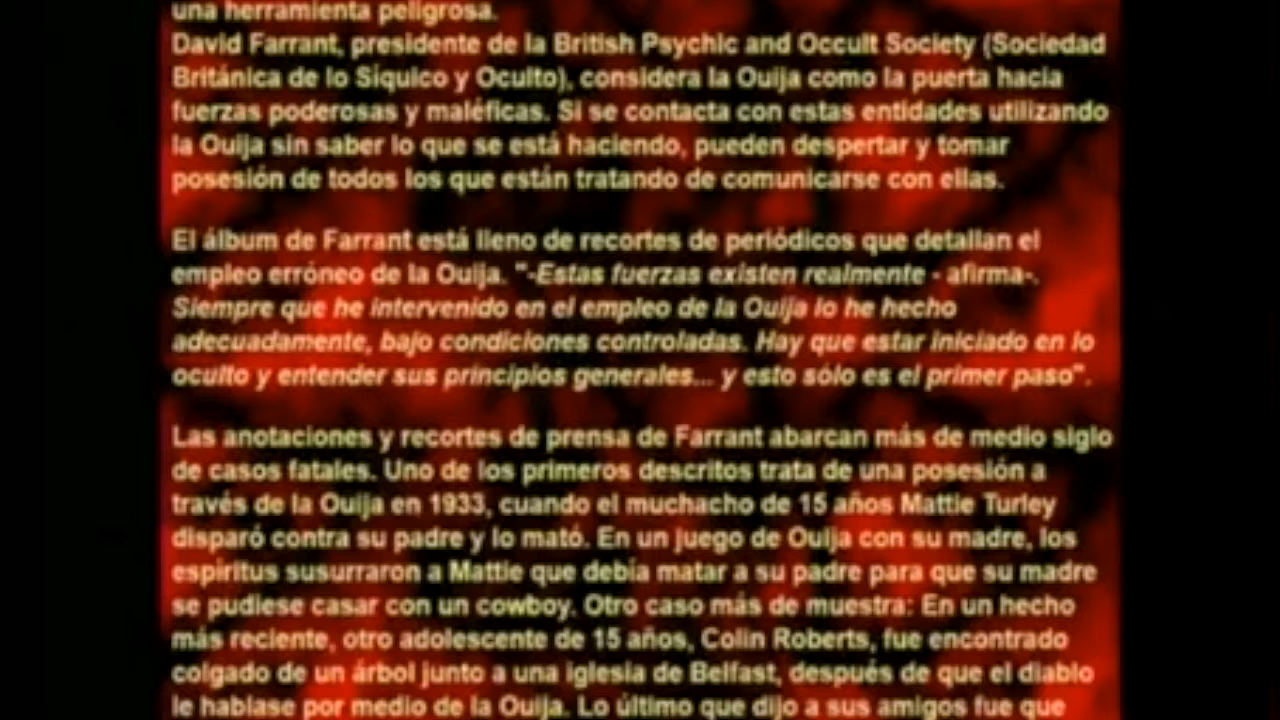 una herramienta peligrosa.
David Farrant, presidente de la British Psychic and Occult Society (Sociedad
Británica de lo Síquico y Oculto), considera la Ouija como la puerta hacia
fuerzas poderosas y maléficas. Si se contacta con estas entidades utilizando
la Ouija sin saber lo que se está haciendo, pueden despertar y tomar
posesión de todos los que están tratando de comunicarse con ellas.
El álbum de Farrant está lleno de recortes de periódicos que detallan el
empleo erróneo de la Ouija. "-Estas fuerzas existen realmente - afirma-.
Siempre que he intervenido en el empleo de la Ouija lo he hecho
adecuadamente, bajo condiciones controladas. Hay que estar iniciado en lo
oculto y entender sus principios generales... y esto sólo es el primer paso".
Las anotaciones y recortes de prensa de Farrant abarcan más de medio siglo
de casos fatales. Uno de los primeros descritos trata de una posesión a
través de la Ouija en 1933, cuando el muchacho de 15 años Mattie Turley
disparó contra su padre y lo mató. En un juego de Ouija con su madre, los
espíritus susurraron a Mattie que debía matar a su padre para que su madre
se pudiese casar con un cowboy. Otro caso más de muestra: En un hecho
más reciente, otro adolescente de 15 años, Colin Roberts, fue encontrado
colgado de un árbol junto a una iglesia de Belfast, después de que el diablo
le hablase por medio de la Ouija. Lo último que dijo a sus amigos fue que